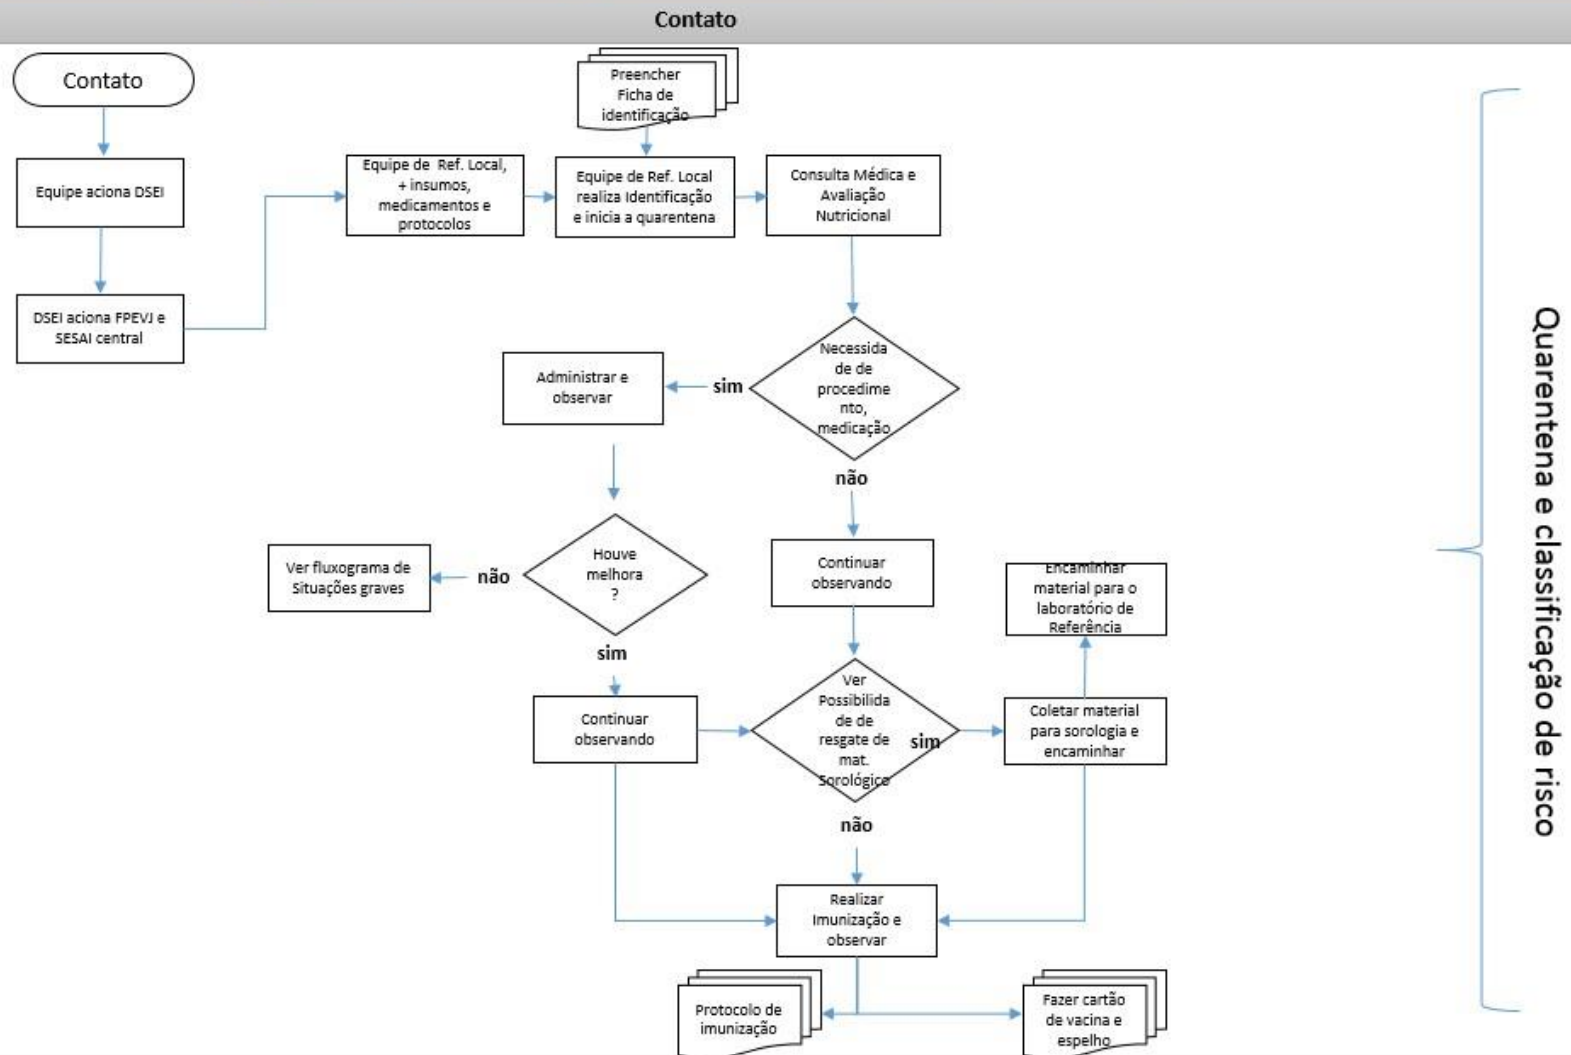 Contato
Contato
Preencher
Ficha de
identificação
Equipe aciona DSEI
Equipe de Ref. Local,
+ insumos,
medicamentos e
protocolos
Equipe de Ref. Local
realiza Identificação
e inicia a quarentena
Consulta Médica e
Avaliação
Nutricional
DSEI aciona FPEVJ e
SESAI central
Necessida
de de
procedime
nto,
medicação
sim
Administrar e
observar
não
Houve
melhora
?
não
Ver fluxograma de
Situações graves
Continuar
observando
Encaminhar
material para o
laboratório de
Referência
sim
Continuar
observando
Ver
Possibilida
de de
resgate de
mat.
Sorológico
sim
Coletar material
para sorologia e
encaminhar
não
Realizar
Imunização e
observar
Protocolo de
imunização
Fazer cartão
de vacina e
espelho
Quarentena e classificação de risco